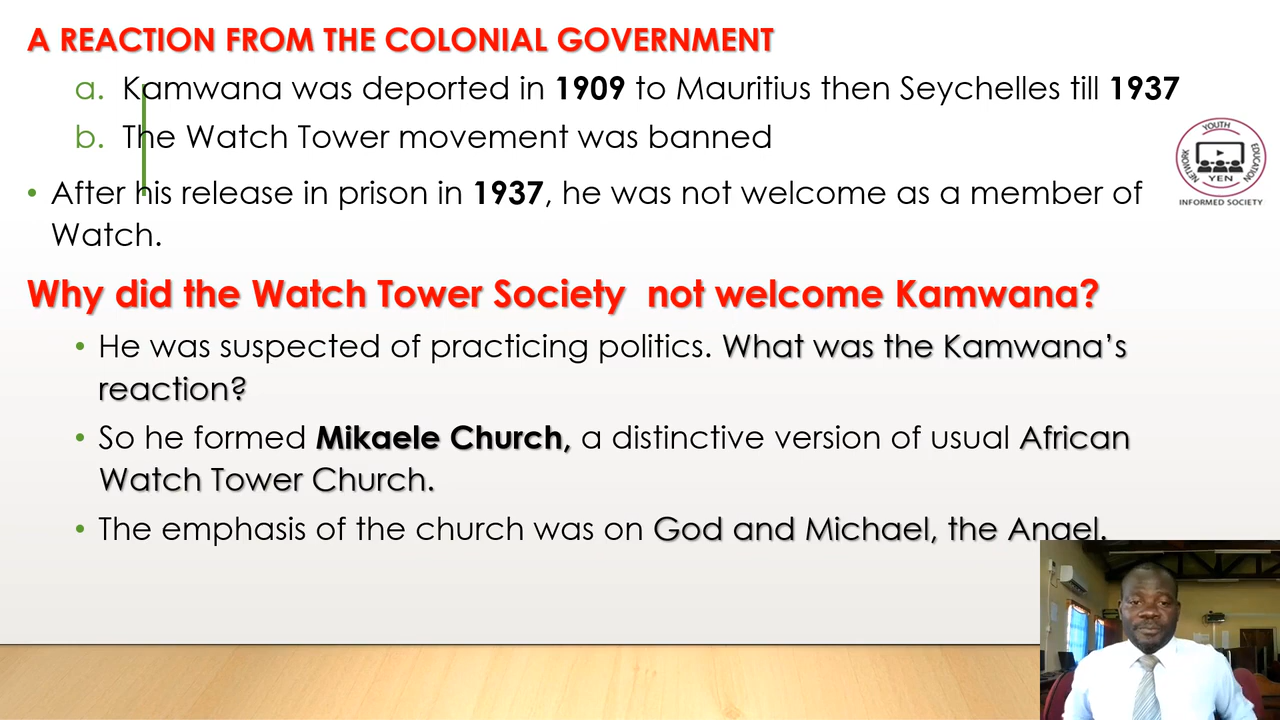 A REACTION FROM THE COLONIAL GOVERNMENT
a. Kamwana was deported in 1909 to Mauritius then Seychelles till 1937
b. The Watch Tower movement was banned
• After his release in prison in 1937, he was not welcome as a member of
Watch.
YOUTH
NETWORK
EDUCATION
YEN
INFORMED SOCIETY
Why did the Watch Tower Society not welcome Kamwana?
• He was suspected of practicing politics. What was the Kamwana's
reaction?
• So he formed Mikaele Church, a distinctive version of usual African
Watch Tower Church.
• The emphasis of the church was on God and Michael, the Angel.